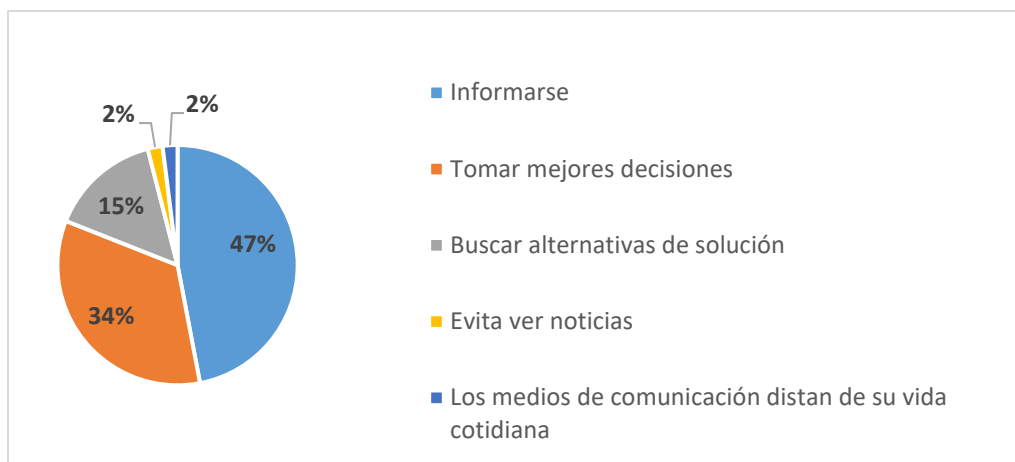 2%
2%
15%
47%
34%
Informarse
Tomar mejores decisiones
Buscar alternativas de solución
Evita ver noticias
Los medios de comunicación distan de su vida
cotidiana